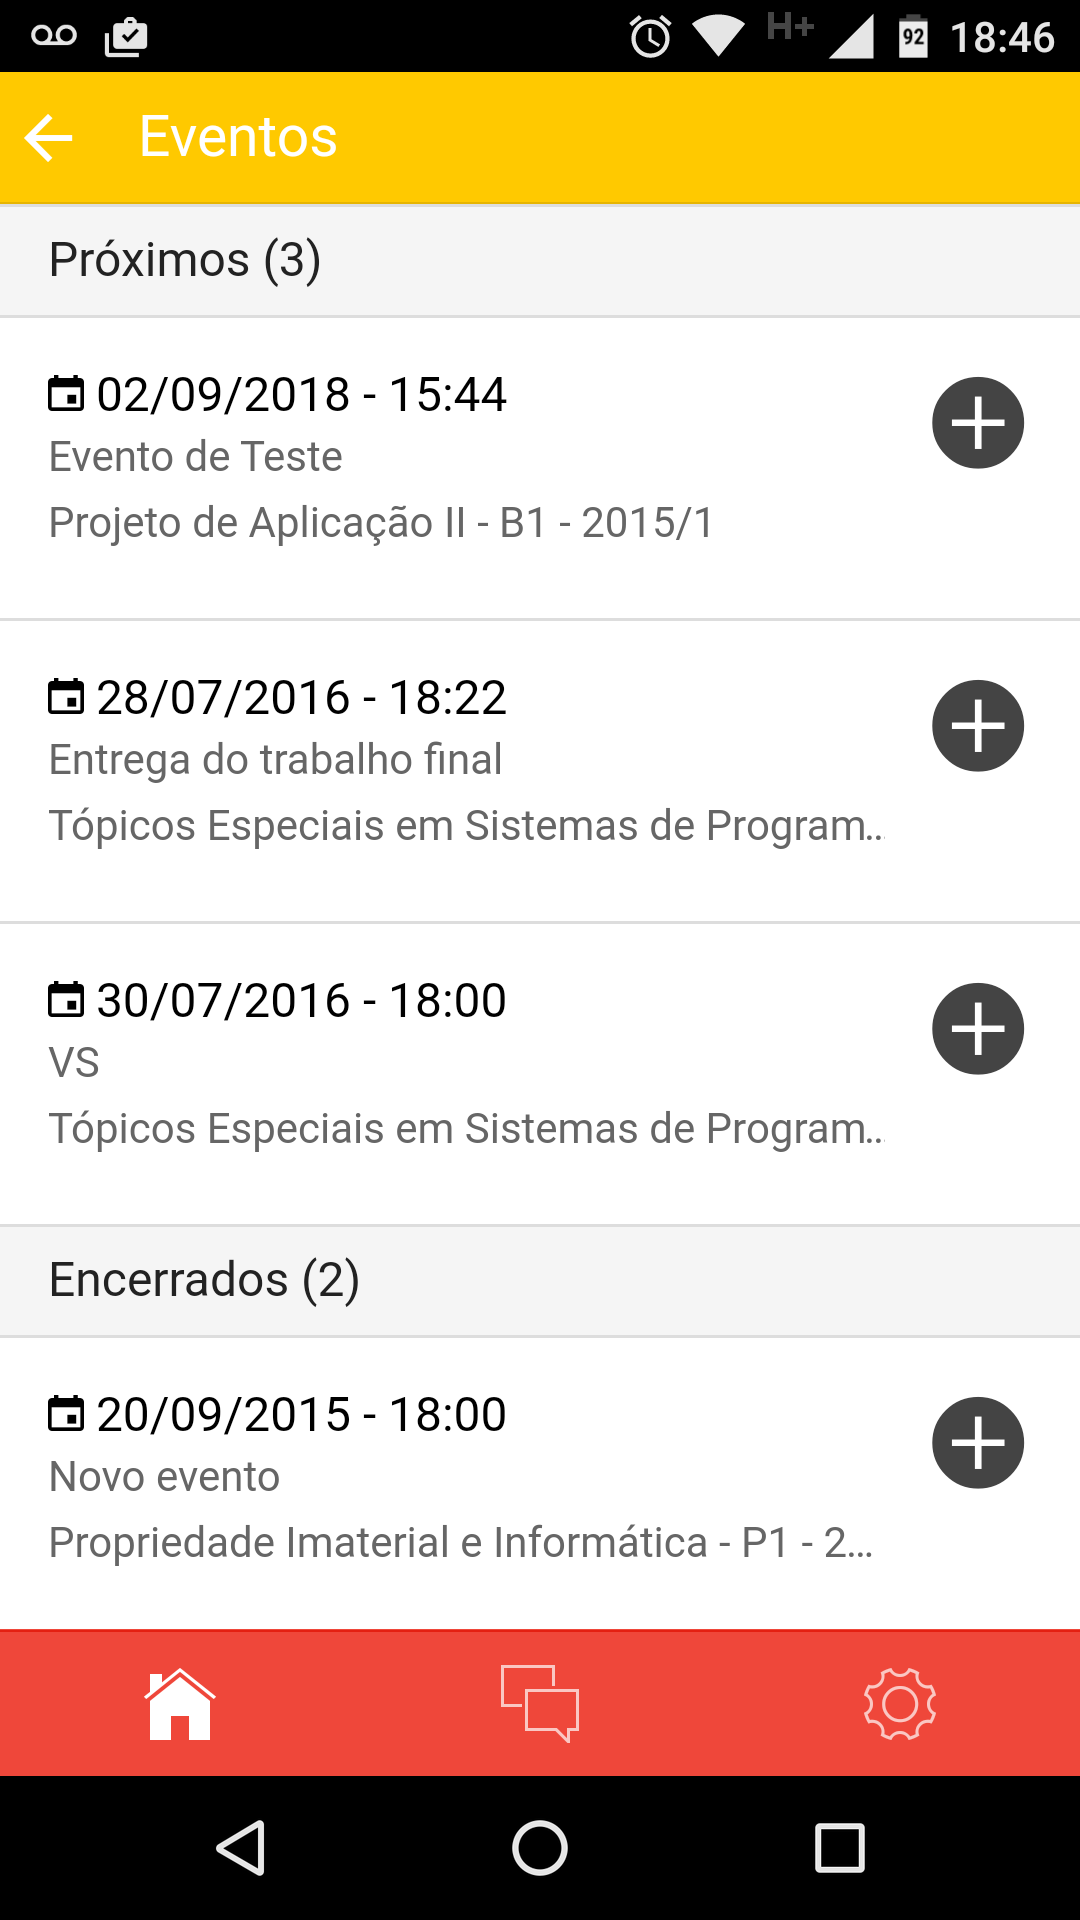 H+ 92 18:46
Eventos
Próximos (3)
02/09/2018 - 15:44
Evento de Teste
Projeto de Aplicação II - B1 - 2015/1
28/07/2016 - 18:22
Entrega do trabalho final
Tópicos Especiais em Sistemas de Program...
30/07/2016 - 18:00
VS
Tópicos Especiais em Sistemas de Program...
Encerrados (2)
20/09/2015 - 18:00
Novo evento
Propriedade Imaterial e Informática - P1 - 2...